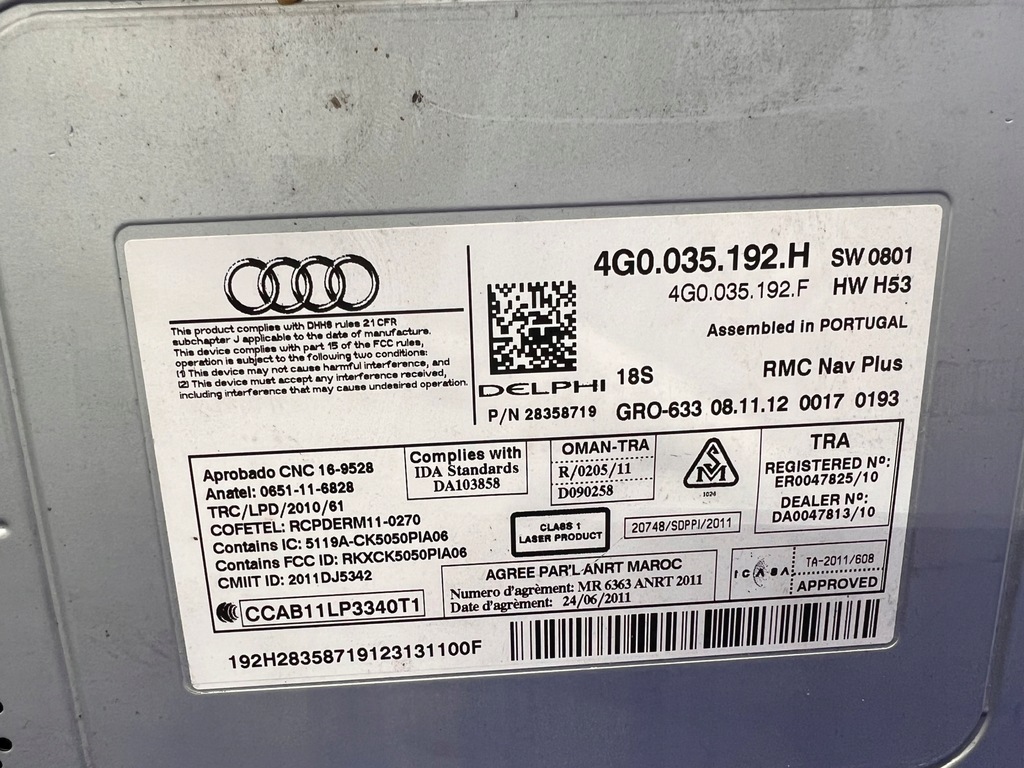 This product complies with DHHS rules 21 CFR
subchapter J applicable to the date of manufacture.
This device complies with part 15 of the FCC rules,
operation is subject to the following two conditions:
(1) This device may not cause harmful interference, and
(2) This device must accept any interference received,
including interference that may cause undesired operation.
4G0.035.192.H SW 0801
4G0.035.192.F HW H53
Assembled in PORTUGAL
RMC Nav Plus
DELPHI 18S
P/N 28358719 GRO-633 08.11.12 0017 0193
Aprobado CNC 16-9528
Anatel: 0651-11-6828
TRC/LPD/2010/61
COFETEL: RCPDERM11-0270
Contains IC: 5119A-CK5050PIA06
Contains FCC ID: RKXCK5050PIA06
CMIIT ID: 2011DJ5342
CCAB11LP3340T1
Complies with
IDA Standards
DA103858
OMAN-TRA
R/0205/11
D090258
SM
1024
TRA
REGISTERED Nº:
ER0047825/10
DEALER Nº:
DA0047813/10
CLASS 1
LASER PRODUCT
20748/SDPPI/2011
AGREE PAR'L ANRT MAROC
Numero d'agrément: MR 6363 ANRT 2011
Date d'agrément: 24/06/2011
ICASA
TA-2011/608
APPROVED
192H28358719123131100F